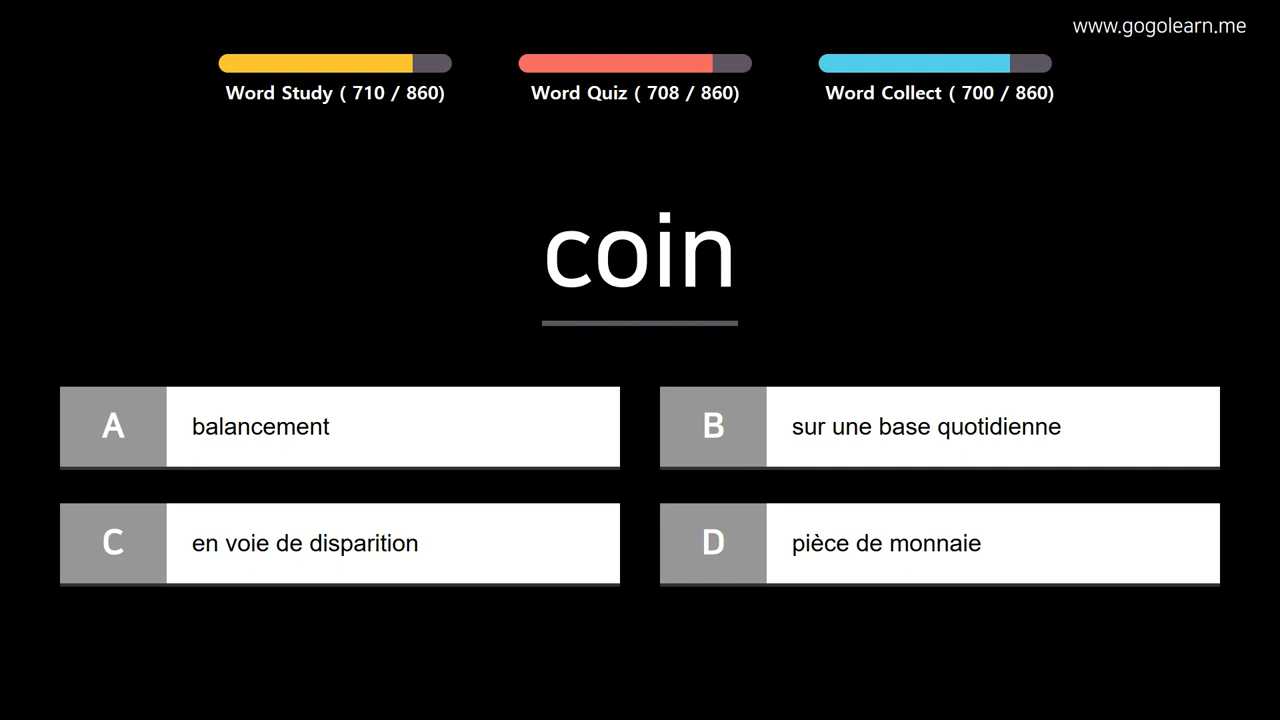 www.gogolearn.me
Word Study ( 710 / 860)
Word Quiz ( 708 / 860)
Word Collect ( 700 / 860)
coin
A
balancement
B
sur une base quotidienne
C
en voie de disparition
D
pièce de monnaie